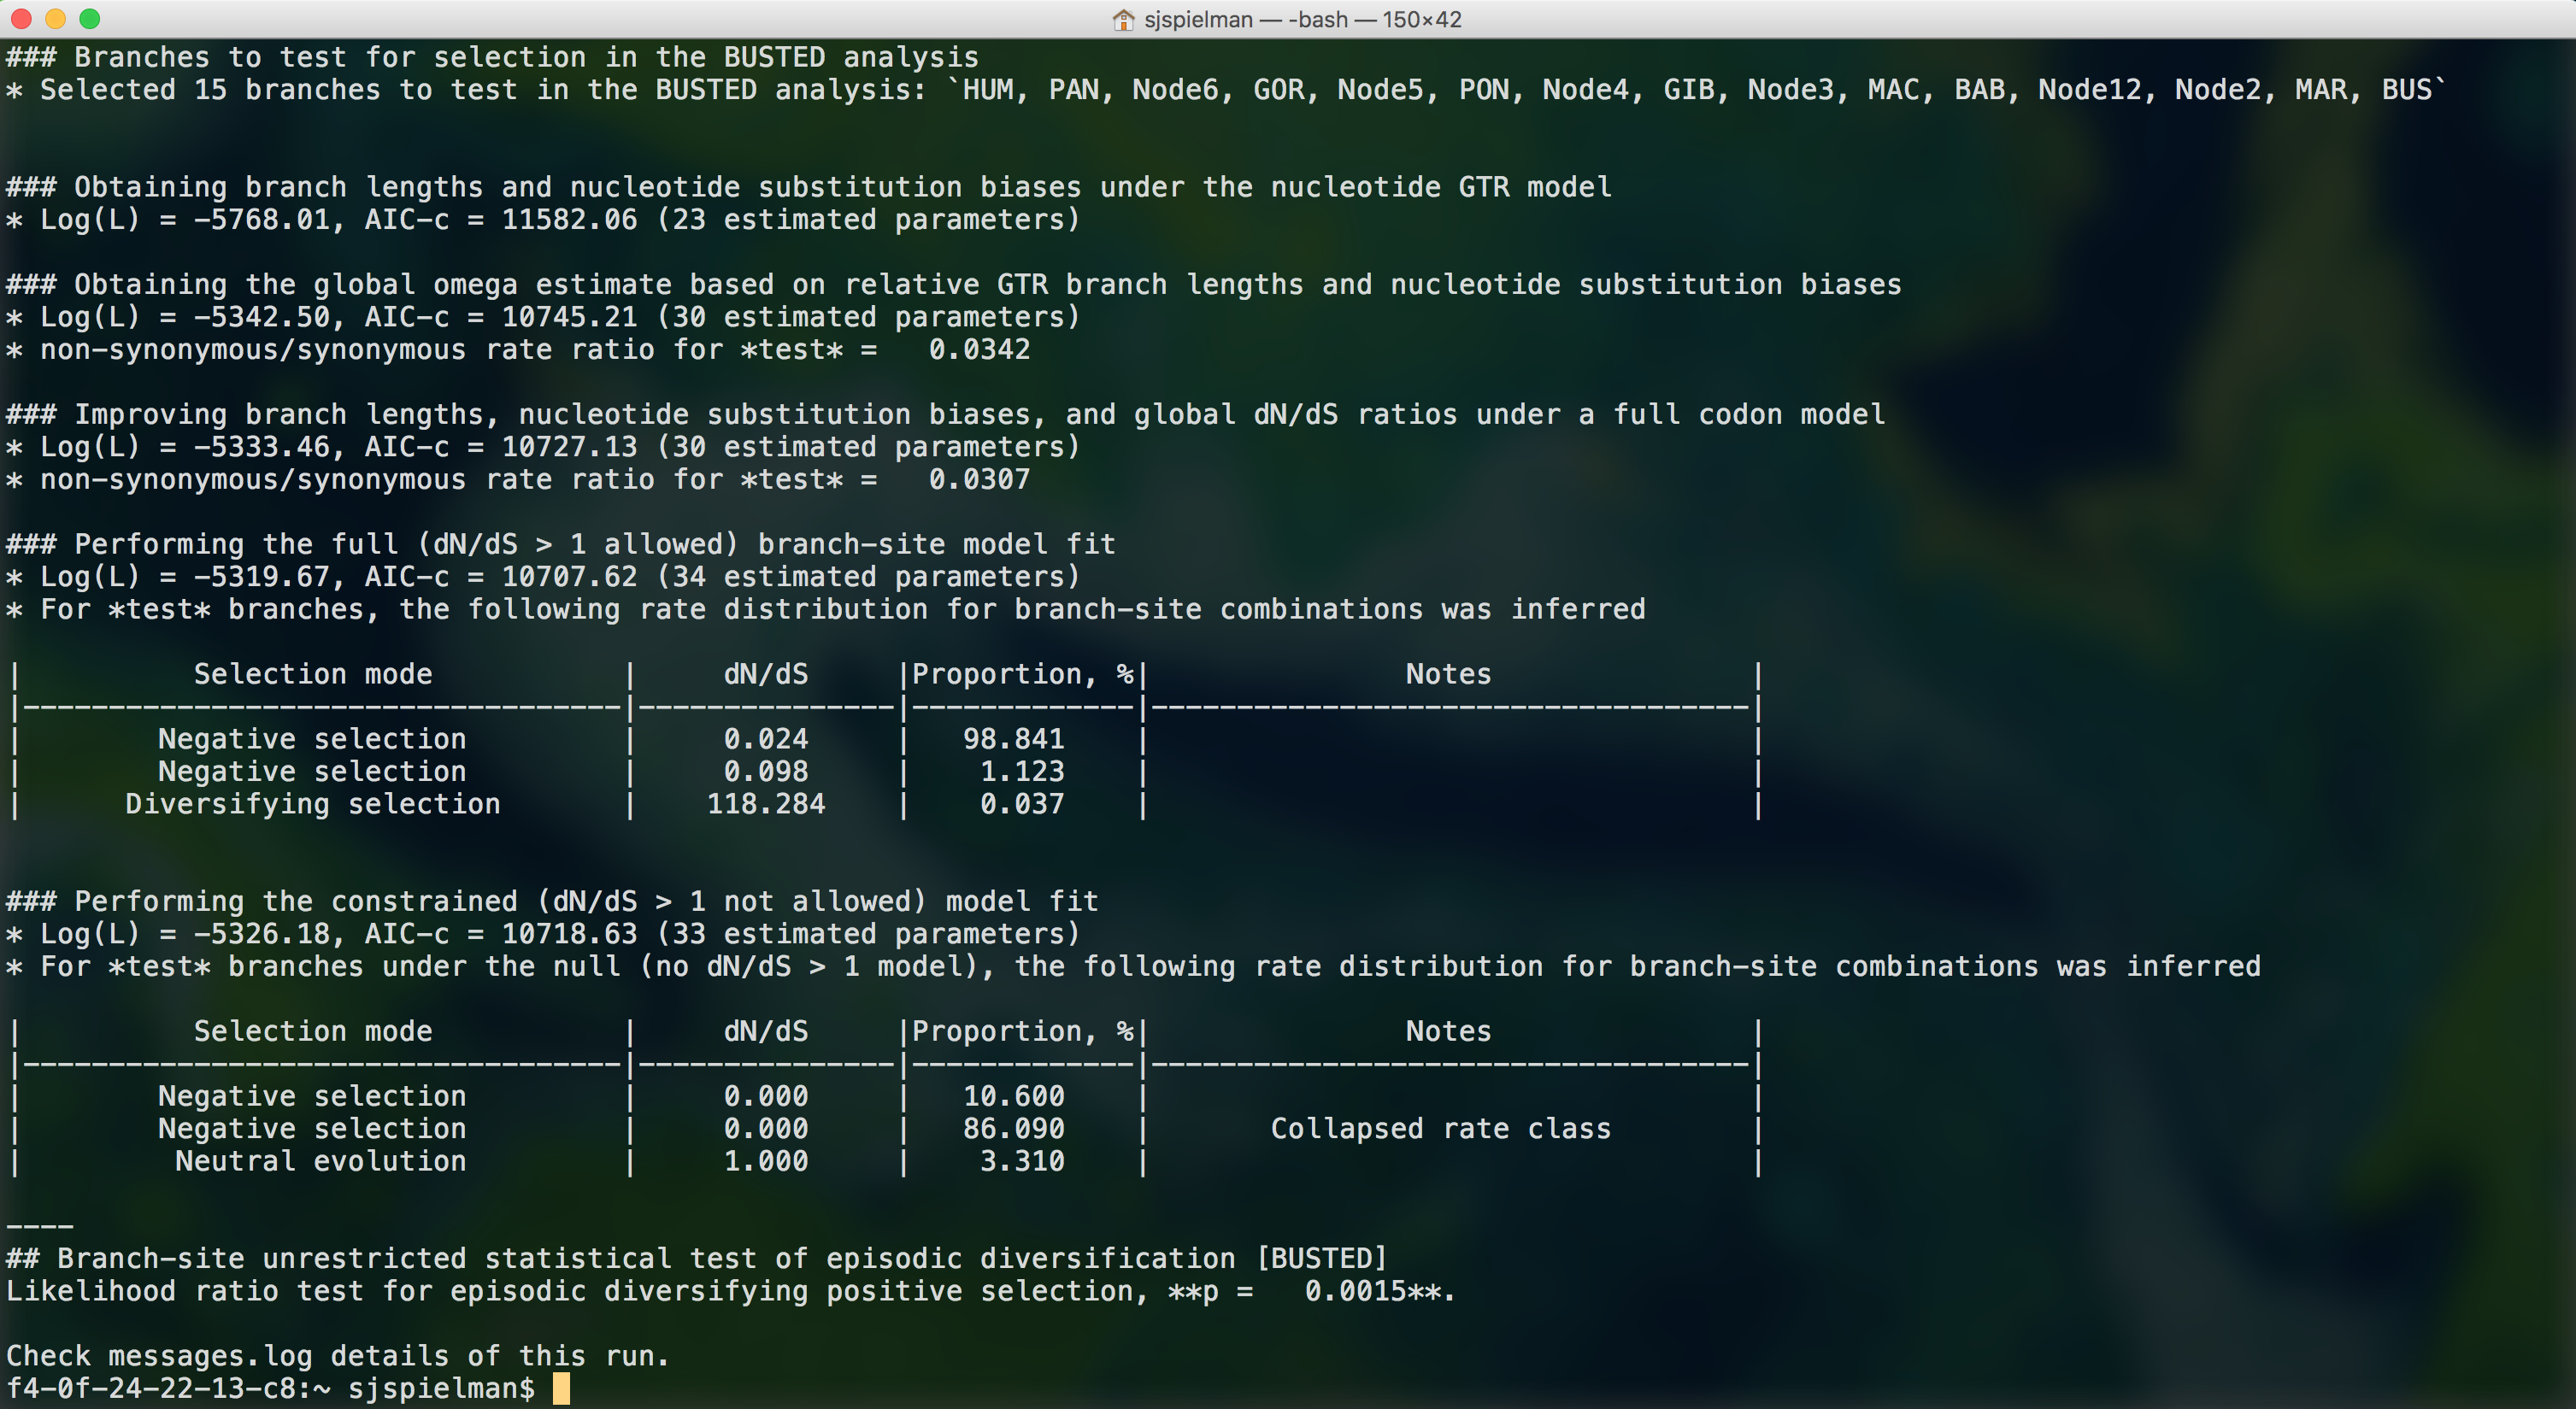 sjspielman — -bash — 150×42
### Branches to test for selection in the BUSTED analysis
* Selected 15 branches to test in the BUSTED analysis: `HUM, PAN, Node6, GOR, Node5, PON, Node4, GIB, Node3, MAC, BAB, Node12, Node2, MAR, BUS`
### Obtaining branch lengths and nucleotide substitution biases under the nucleotide GTR model
* Log(L) = -5768.01, AIC-c = 11582.06 (23 estimated parameters)
### Obtaining the global omega estimate based on relative GTR branch lengths and nucleotide substitution biases
* Log(L) = -5342.50, AIC-c = 10745.21 (30 estimated parameters)
* non-synonymous/synonymous rate ratio for *test* =   0.0342
### Improving branch lengths, nucleotide substitution biases, and global dN/dS ratios under a full codon model
* Log(L) = -5333.46, AIC-c = 10727.13 (30 estimated parameters)
* non-synonymous/synonymous rate ratio for *test* =   0.0307
### Performing the full (dN/dS > 1 allowed) branch-site model fit
* Log(L) = -5319.67, AIC-c = 10707.62 (34 estimated parameters)
* For *test* branches, the following rate distribution for branch-site combinations was inferred
|          Selection mode           |     dN/dS     |Proportion, %|               Notes               |
|-----------------------------------|---------------|-------------|-----------------------------------|
|        Negative selection         |     0.024     |   98.841    |                                   |
|        Negative selection         |     0.098     |    1.123    |                                   |
|      Diversifying selection       |    118.284    |    0.037    |                                   |
### Performing the constrained (dN/dS > 1 not allowed) model fit
* Log(L) = -5326.18, AIC-c = 10718.63 (33 estimated parameters)
* For *test* branches under the null (no dN/dS > 1 model), the following rate distribution for branch-site combinations was inferred
|          Selection mode           |     dN/dS     |Proportion, %|               Notes               |
|-----------------------------------|---------------|-------------|-----------------------------------|
|        Negative selection         |     0.000     |   10.600    |                                   |
|        Negative selection         |     0.000     |   86.090    |       Collapsed rate class        |
|         Neutral evolution         |     1.000     |    3.310    |                                   |
----
## Branch-site unrestricted statistical test of episodic diversification [BUSTED]
Likelihood ratio test for episodic diversifying positive selection, **p =   0.0015**.
Check messages.log details of this run.
f4-0f-24-22-13-c8:~ sjspielman$